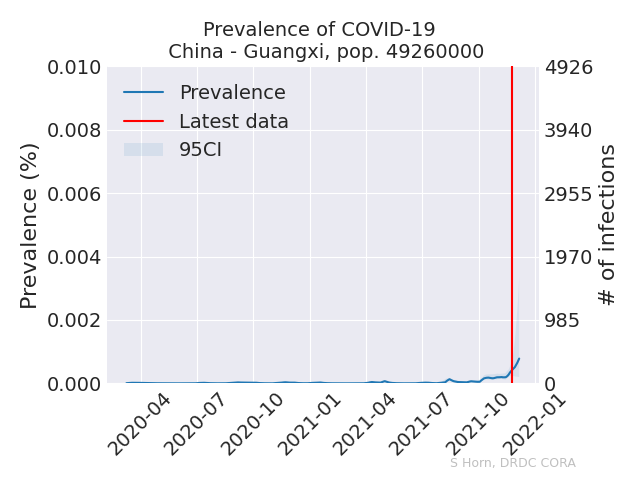 Prevalence of COVID-19
China - Guangxi, pop. 49260000
Prevalence (%)
0.010
0.008
0.006
0.004
0.002
0.000
Prevalence
Latest data
95CI
4926
3940
2955
1970
985
0
# of infections
2020-04
2020-07
2020-10
2021-01
2021-04
2021-07
2021-10
2022-01
S Horn, DRDC CORA